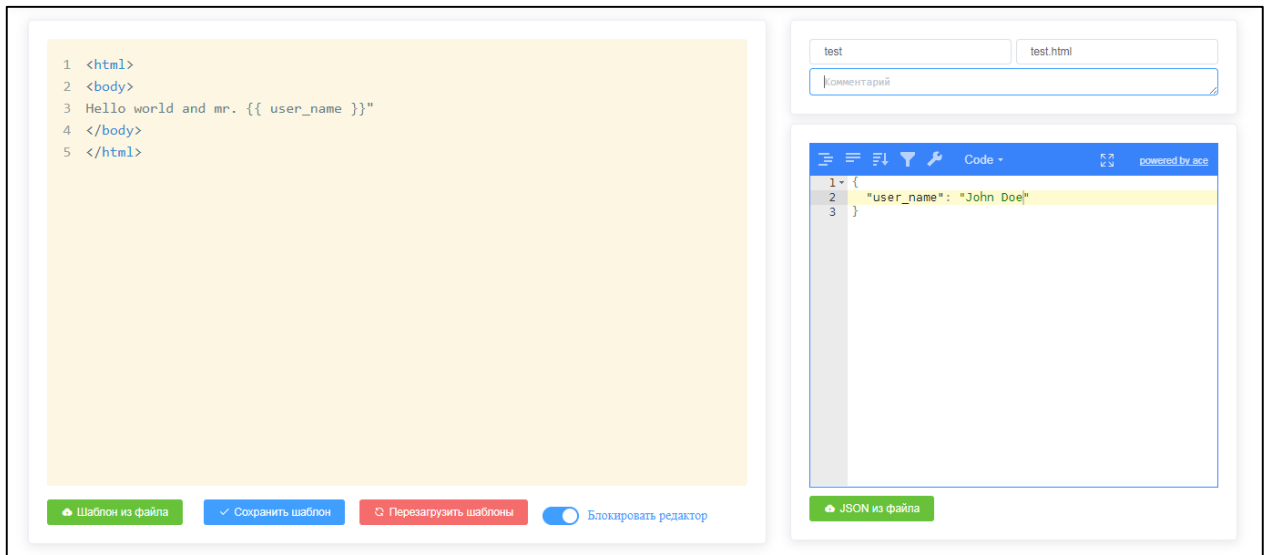 1 <html>
2 <body>
3 Hello world and mr. {{ user_name }}"
4 </body>
5 </html>
Шаблон из файла Сохранить шаблон Перезагрузить шаблоны Блокировать редактор
test test.html
Комментарий
Code powered by ace
1 {
2 "user_name": "John Doe"
3 }
JSON из файла